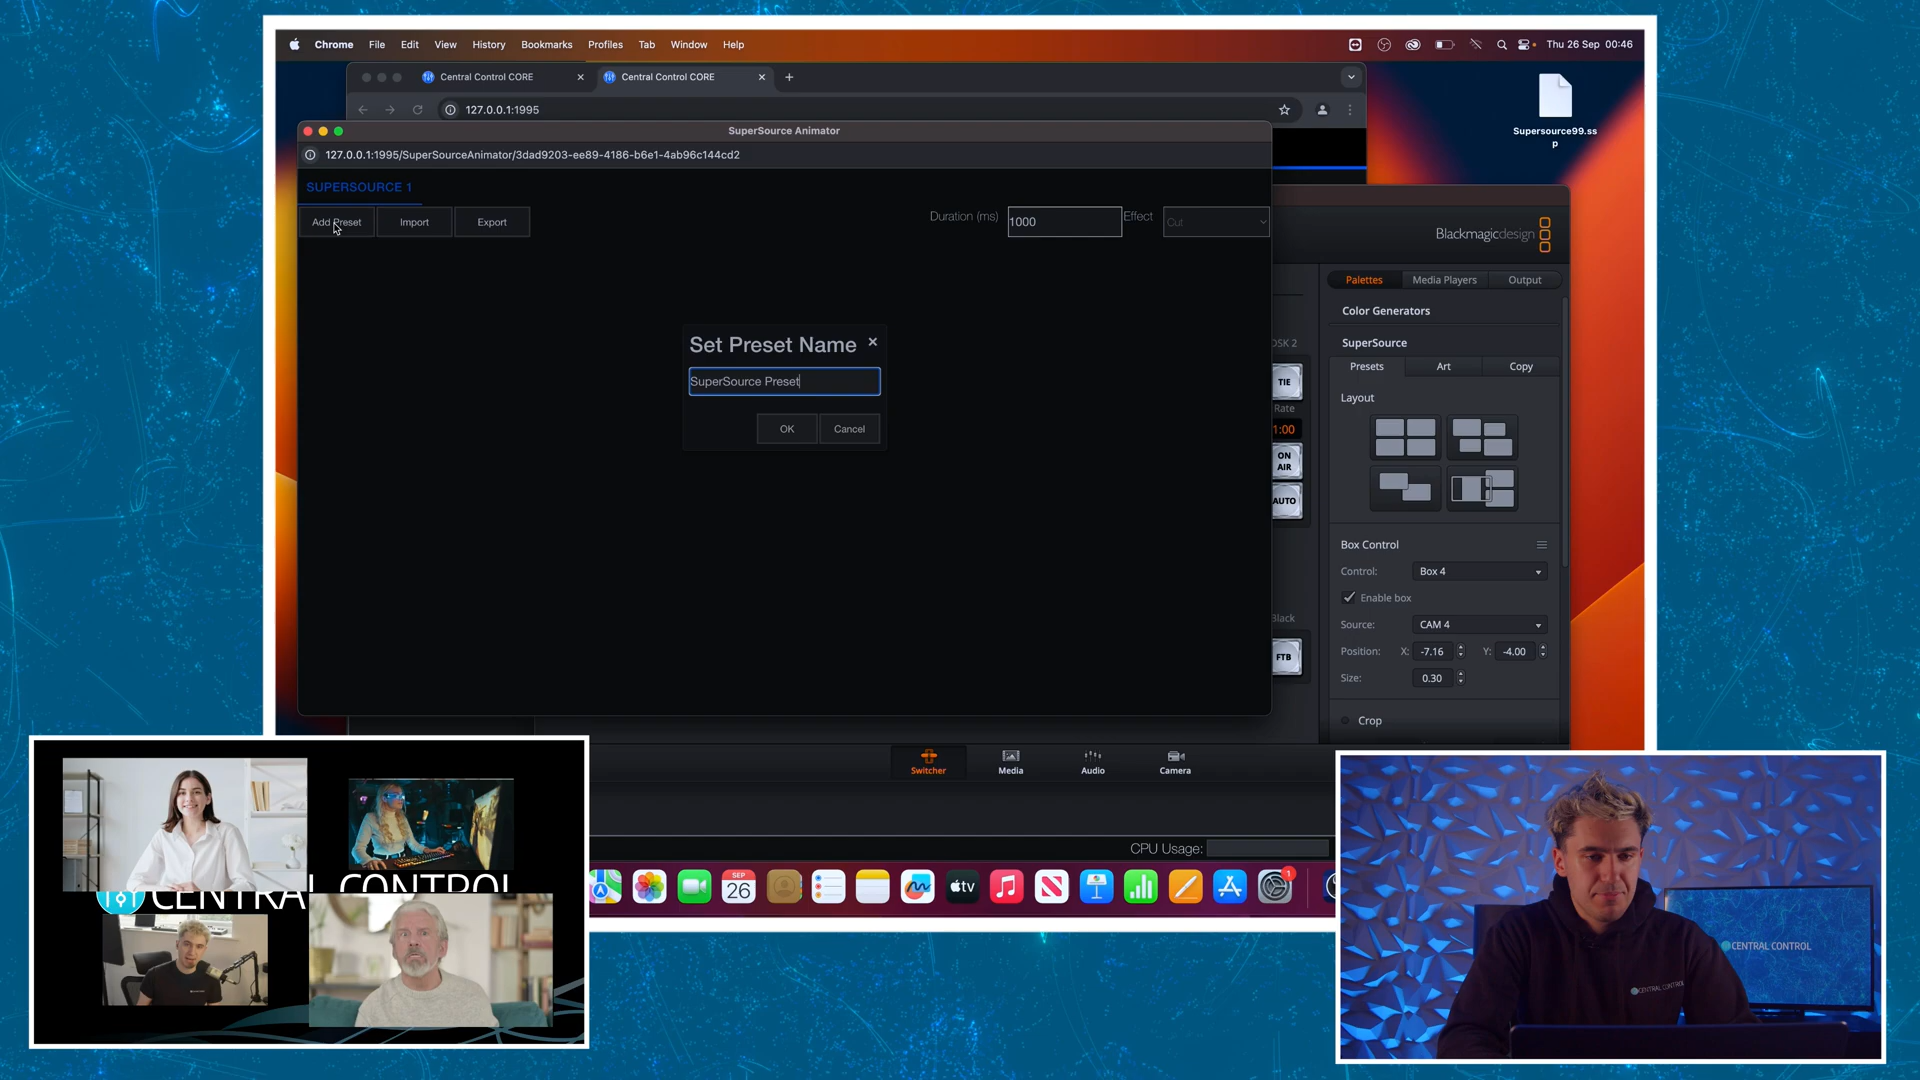 Chrome File Edit View History Bookmarks Profiles Tab Window Help
Thu 26 Sep 00:46
Central Control CORE
Central Control CORE
127.0.0.1:1995
Supersource99.ss
p
SuperSource Animator
127.0.0.1:1995/SuperSourceAnimator/3dad9203-ee89-4186-b6e1-4ab96c144cd2
SUPERSOURCE 1
Add Preset
Import
Export
Duration (ms)
1000
Effect
Cut
Set Preset Name
SuperSource Preset
OK
Cancel
Blackmagicdesign
Palettes
Media Players
Output
Color Generators
SuperSource
Presets
Art
Copy
Layout
Box Control
Control: Box 4
Enable box
Source: CAM 4
Position: X: -7.16 Y: -4.00
Size: 0.30
Crop
DSK 2
TIE
Rate
1:00
ON
AIR
AUTO
Black
FTB
Switcher
Media
Audio
Camera
CPU Usage:
SEP
26
tv
1
CENTRAL CONTROL
CENTRAL CONTROL
CENTRAL CONTROL